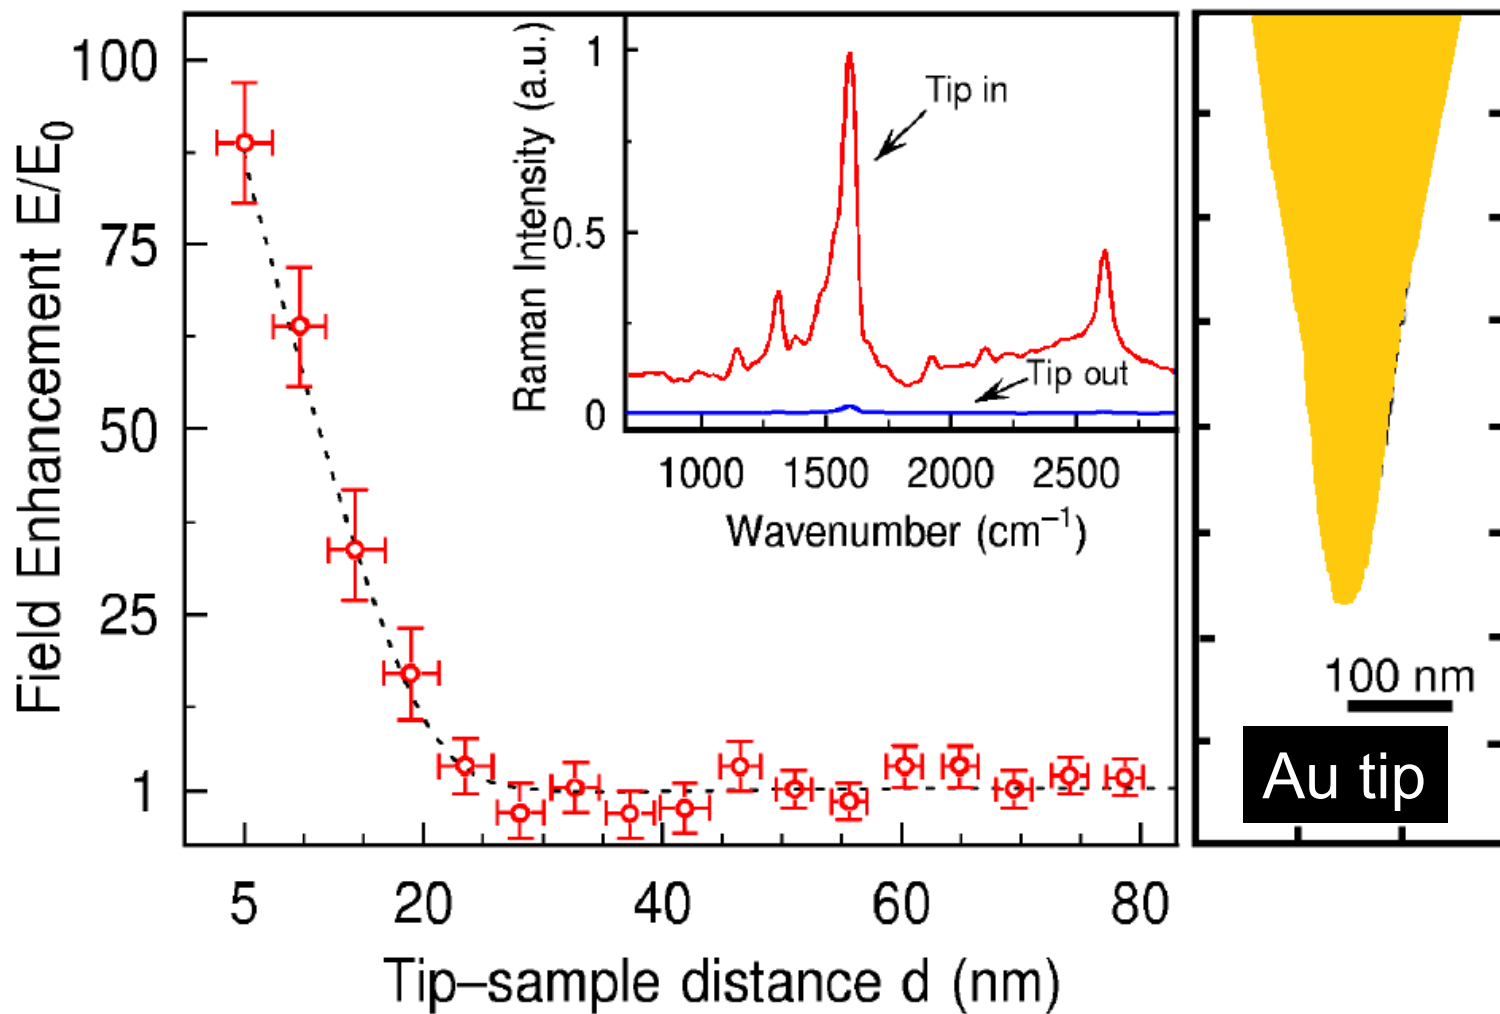 Field Enhancement E/E₀
100
75
50
25
1
5 20 40 60 80
Tip–sample distance d (nm)
Raman Intensity (a.u.)
1
0.5
0
Tip in
Tip out
1000 1500 2000 2500
Wavenumber (cm⁻¹)
100 nm
Au tip